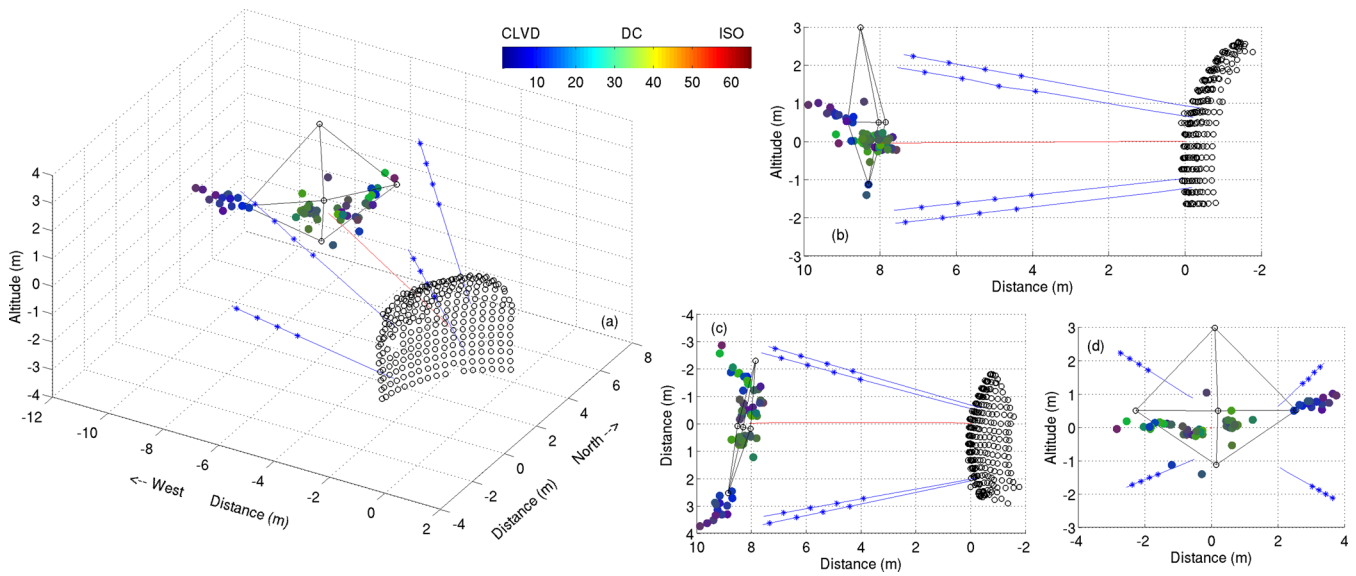 CLVD DC ISO
10 20 30 40 50 60
(a)
Altitude (m)
4
3
2
1
0
-1
-2
-3
-4
-12 -10 -8 -6 -4 -2 0 2
<-- West Distance (m)
-4 -2 0 2 4 6 8
North -->
Distance (m)
(b)
Altitude (m)
3
2
1
0
-1
-2
-3
10 8 6 4 2 0 -2
Distance (m)
(c)
Distance (m)
-4
-3
-2
-1
0
1
2
3
4
10 8 6 4 2 0 -2
Distance (m)
(d)
Altitude (m)
3
2
1
0
-1
-2
-3
-4 -2 0 2 4
Distance (m)